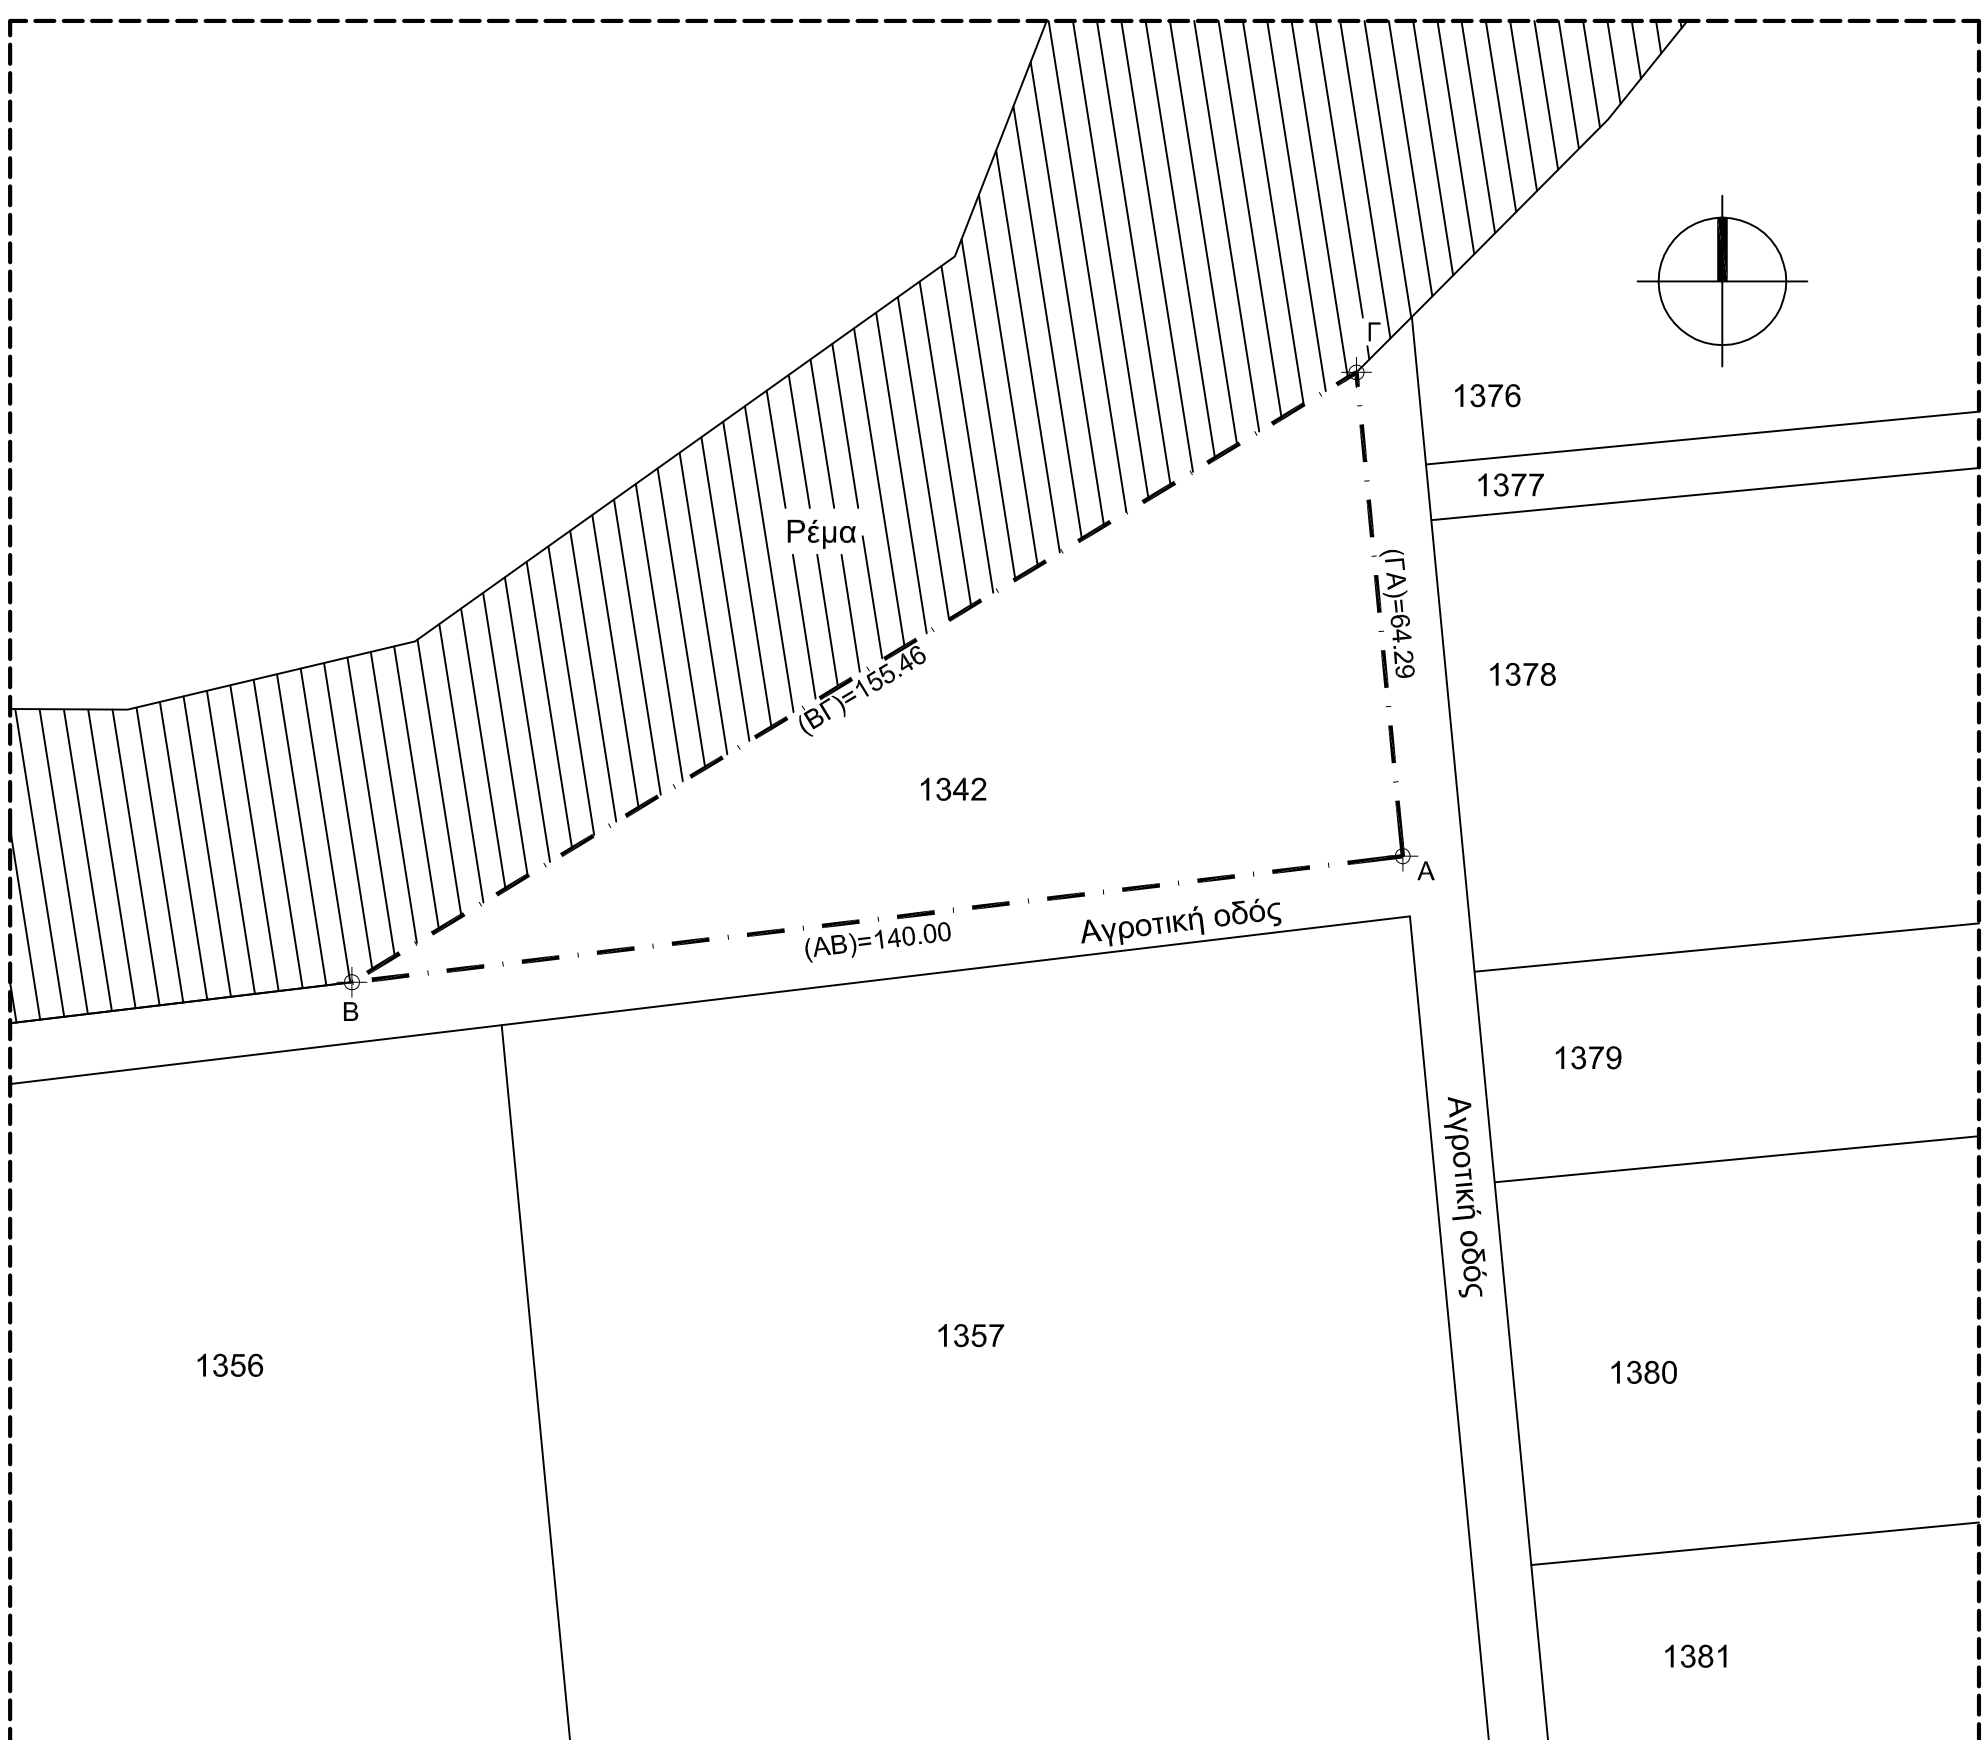 Γ
1376
1377
Ρέμα
(ΓΑ)=64.29
1378
(ΒΓ)=155.46
1342
Α
Αγροτική οδός
(ΑΒ)=140.00
Β
1379
Αγροτική οδός
1357
1356
1380
1381